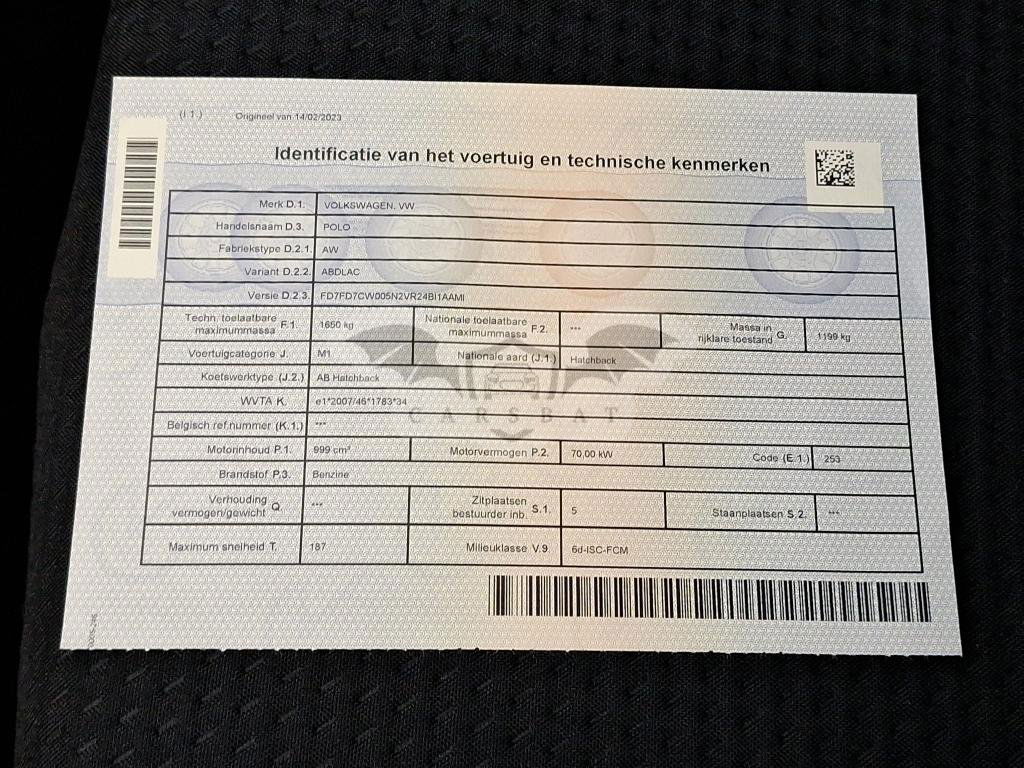 (I.1.) Origineel van 14/02/2023
Identificatie van het voertuig en technische kenmerken
Merk D.1. VOLKSWAGEN. VW
Handelsnaam D.3. POLO
Fabriekstype D.2.1. AW
Variant D.2.2. ABDLAC
Versie D.2.3. FD7FD7CW005N2VR24BI1AAMI
Techn. toelaatbare maximummassa F.1. 1650 kg Nationale toelaatbare maximummassa F.2. --- Massa in rijklare toestand G. 1199 kg
Voertuigcategorie J. M1 Nationale aard (J.1.) Hatchback
Koetswerktype (J.2.) AB Hatchback
WVTA K. e1*2007/46*1783*34
CARSBAT
Belgisch ref.nummer (K.1.) ---
Motorinhoud P.1. 999 cm³ Motorvermogen P.2. 70,00 kW Code (E.1.) 253
Brandstof P.3. Benzine
Verhouding vermogen/gewicht Q. --- Zitplaatsen bestuurder inb. S.1. 5 Staanplaatsen S.2. ---
Maximum snelheid T. 187 Milieuklasse V.9 6d-ISC-FCM